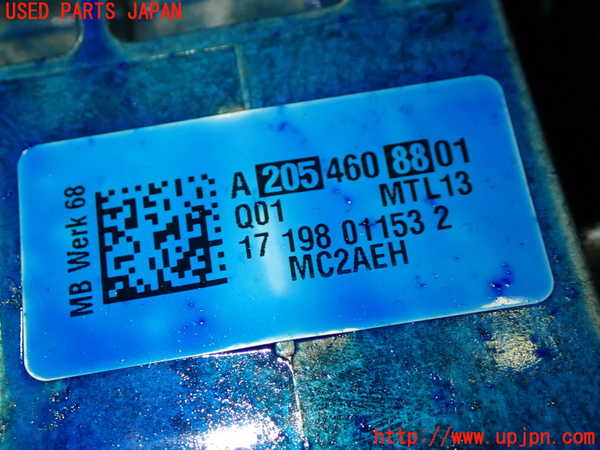 USED PARTS JAPAN
MB Werk 68
A 205 460 88 01
Q01 MTL13
17 198 01153 2
MC2AEH
http://www.upjpn.com